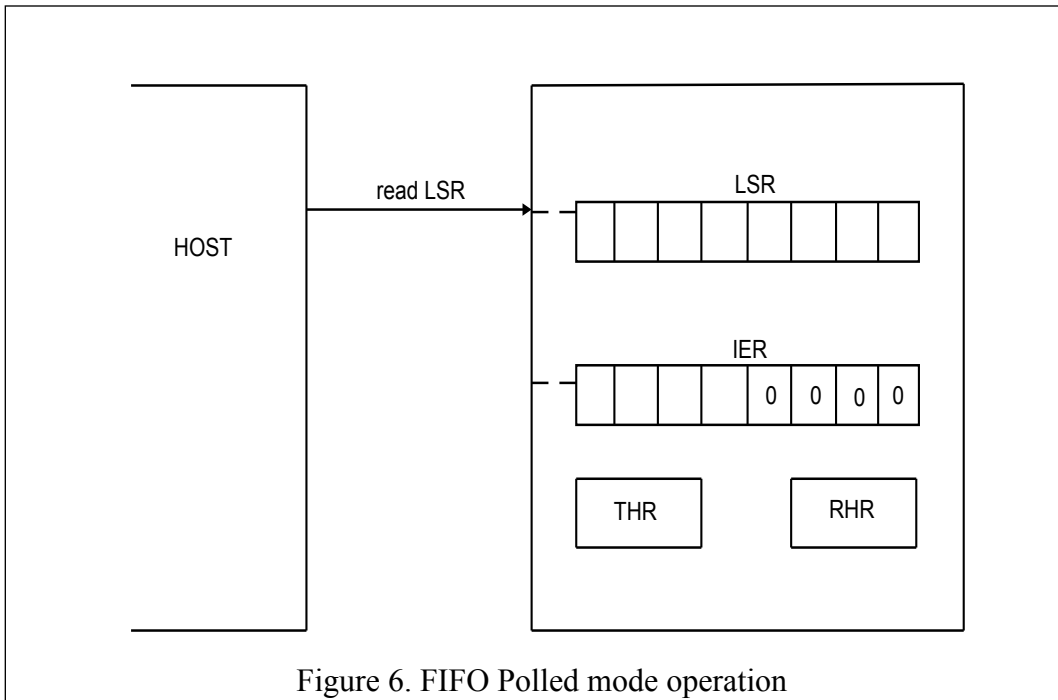 read LSR
LSR
HOST
IER
0 0 0 0
THR RHR
Figure 6. FIFO Polled mode operation